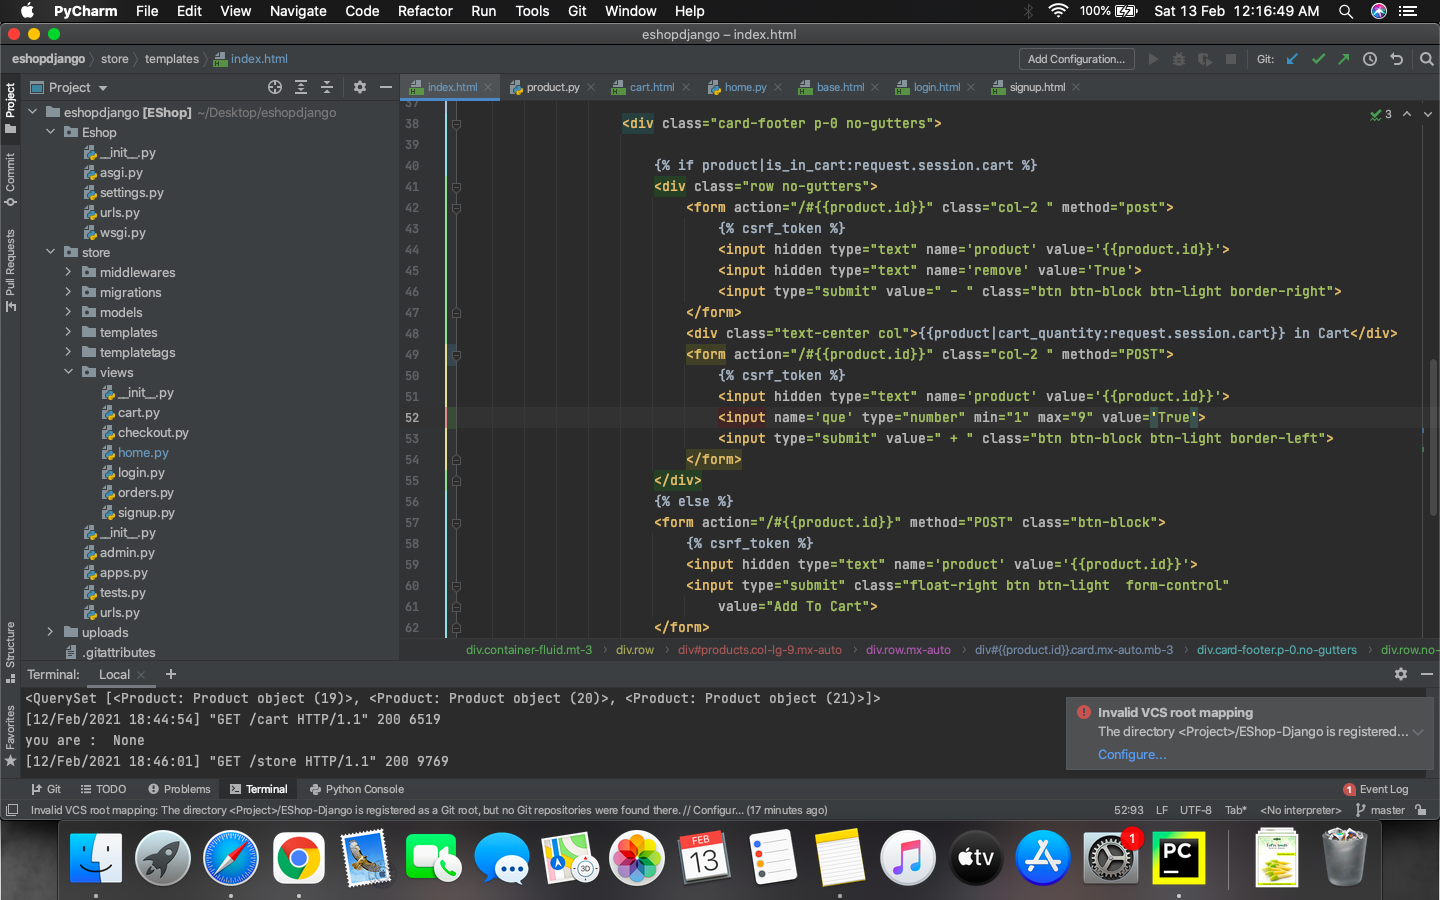 PyCharm File Edit View Navigate Code Refactor Run Tools Git Window Help 100% Sat 13 Feb 12:16:49 AM
eshopdjango – index.html
eshopdjango store templates index.html Add Configuration... Git:
Project
Project
index.html product.py cart.html home.py base.html login.html signup.html
eshopdjango [EShop] ~/Desktop/eshopdjango
Eshop
__init__.py
asgi.py
settings.py
urls.py
wsgi.py
store
middlewares
migrations
models
templates
templatetags
views
__init__.py
cart.py
checkout.py
home.py
login.py
orders.py
signup.py
__init__.py
admin.py
apps.py
tests.py
urls.py
uploads
.gitattributes
Commit
Pull Requests
Structure
Favorites
37
38 <div class="card-footer p-0 no-gutters">
3
39
40 {% if product|is_in_cart:request.session.cart %}
41 <div class="row no-gutters">
42 <form action="/#{{product.id}}" class="col-2 " method="post">
43 {% csrf_token %}
44 <input hidden type="text" name='product' value='{{product.id}}'>
45 <input hidden type="text" name='remove' value='True'>
46 <input type="submit" value=" - " class="btn btn-block btn-light border-right">
47 </form>
48 <div class="text-center col">{{product|cart_quantity:request.session.cart}} in Cart</div>
49 <form action="/#{{product.id}}" class="col-2 " method="POST">
50 {% csrf_token %}
51 <input hidden type="text" name='product' value='{{product.id}}'>
52 <input name='que' type="number" min="1" max="9" value='True'>
53 <input type="submit" value=" + " class="btn btn-block btn-light border-left">
54 </form>
55 </div>
56 {% else %}
57 <form action="/#{{product.id}}" method="POST" class="btn-block">
58 {% csrf_token %}
59 <input hidden type="text" name='product' value='{{product.id}}'>
60 <input type="submit" class="float-right btn btn-light  form-control"
61 value="Add To Cart">
62 </form>
div.container-fluid.mt-3 div.row div#products.col-lg-9.mx-auto div.row.mx-auto div#{{product.id}}.card.mx-auto.mb-3 div.card-footer.p-0.no-gutters div.row.no-
Terminal: Local
<QuerySet [<Product: Product object (19)>, <Product: Product object (20)>, <Product: Product object (21)>]>
[12/Feb/2021 18:44:54] "GET /cart HTTP/1.1" 200 6519
you are :  None
[12/Feb/2021 18:46:01] "GET /store HTTP/1.1" 200 9769
Invalid VCS root mapping
The directory <Project>/EShop-Django is registered...
Configure...
Git TODO Problems Terminal Python Console 1 Event Log
Invalid VCS root mapping: The directory <Project>/EShop-Django is registered as a Git root, but no Git repositories were found there. // Configur... (17 minutes ago) 52:93 LF UTF-8 Tab* <No interpreter> master
FEB
13
3D
tv
1
PC